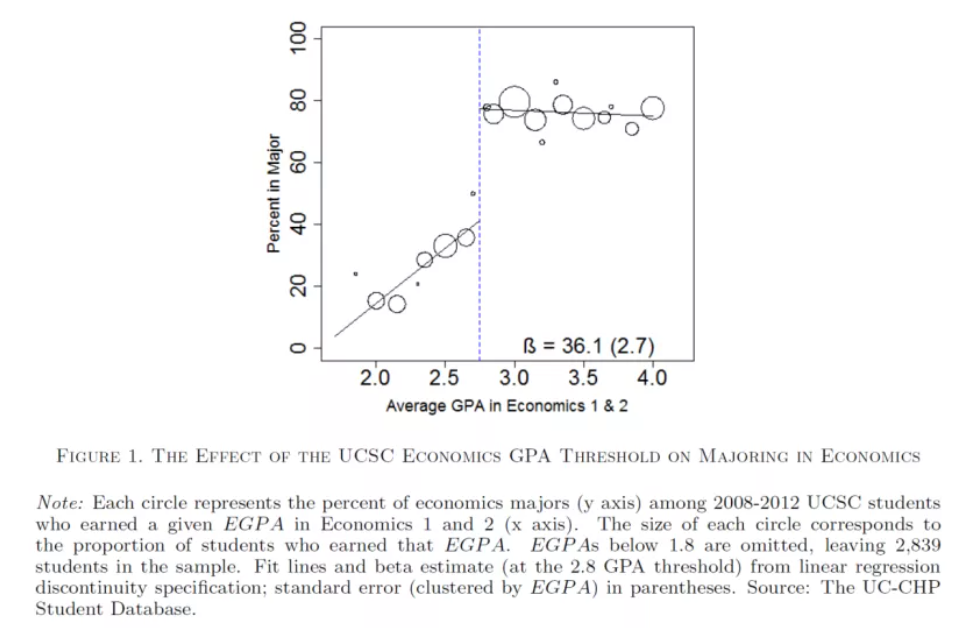 100
80
60
40
20
0
Percent in Major
ß = 36.1 (2.7)
2.0 2.5 3.0 3.5 4.0
Average GPA in Economics 1 & 2
Figure 1. The Effect of the UCSC Economics GPA Threshold on Majoring in Economics
Note: Each circle represents the percent of economics majors (y axis) among 2008-2012 UCSC students
who earned a given EGPA in Economics 1 and 2 (x axis). The size of each circle corresponds to
the proportion of students who earned that EGPA. EGPAs below 1.8 are omitted, leaving 2,839
students in the sample. Fit lines and beta estimate (at the 2.8 GPA threshold) from linear regression
discontinuity specification; standard error (clustered by EGPA) in parentheses. Source: The UC-CHP
Student Database.